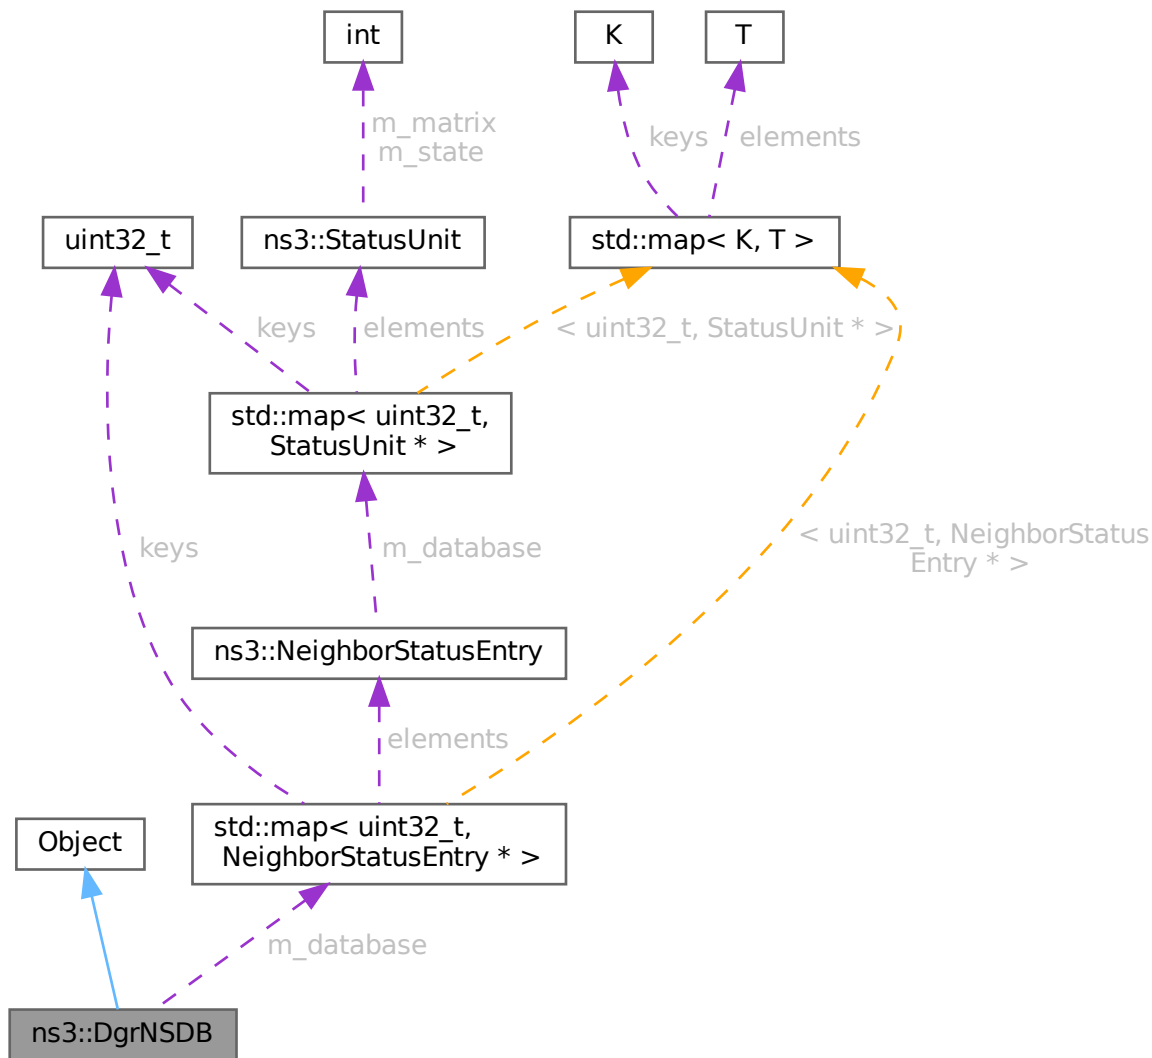 int
K
T
m_matrix
m_state
keys
elements
uint32_t
ns3::StatusUnit
std::map< K, T >
keys
elements
< uint32_t, StatusUnit * >
std::map< uint32_t,
StatusUnit * >
< uint32_t, NeighborStatus
Entry * >
keys
m_database
ns3::NeighborStatusEntry
elements
std::map< uint32_t,
NeighborStatusEntry * >
Object
m_database
ns3::DgrNSDB